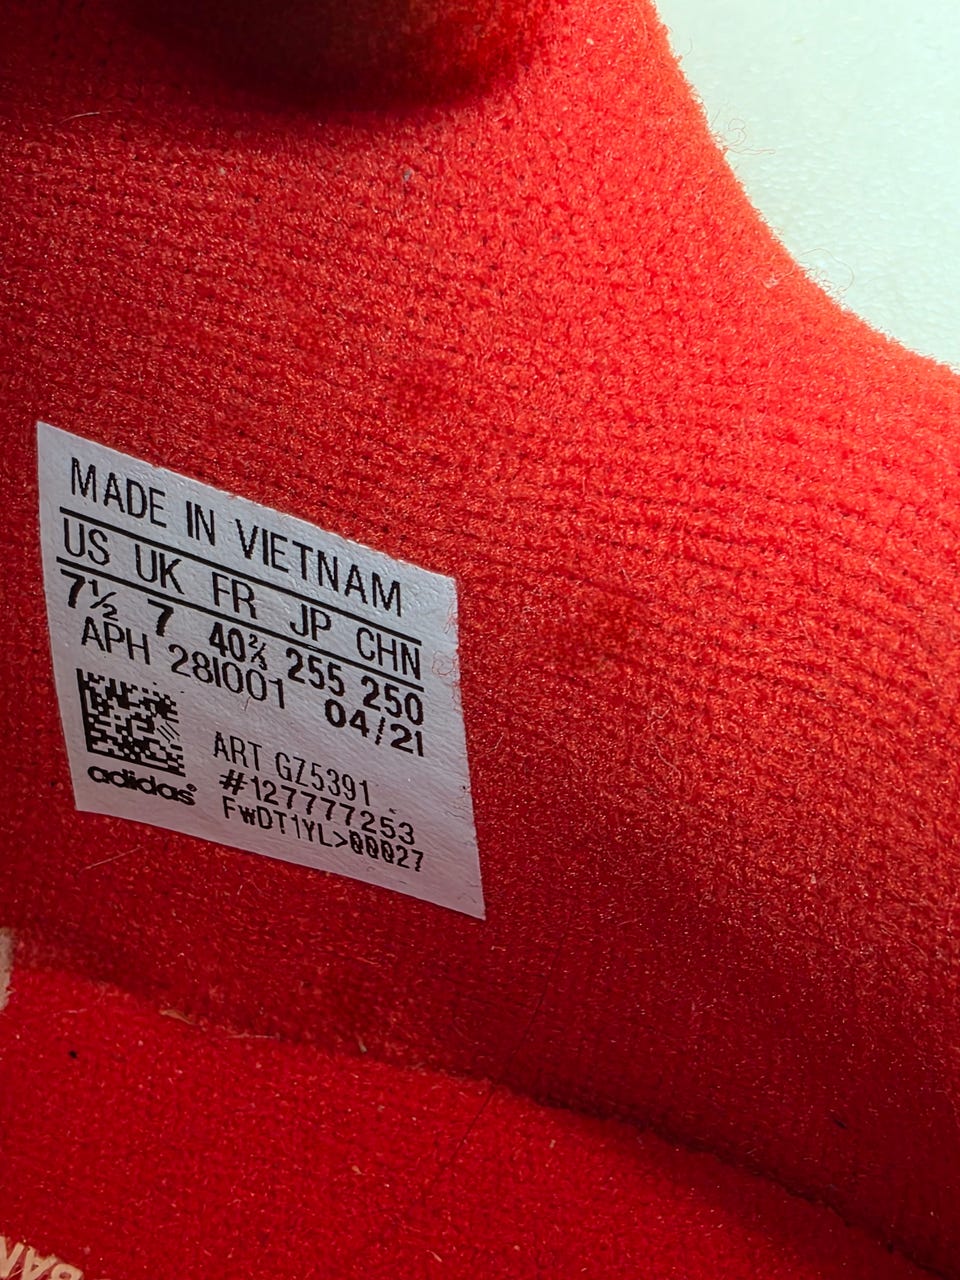 MADE IN VIETNAM
US UK FR JP CHN
7½ 7 40⅔ 255 250
APH 28I001 04/21
adidas
ART GZ5391
#127777253
FwDT1YL>00027